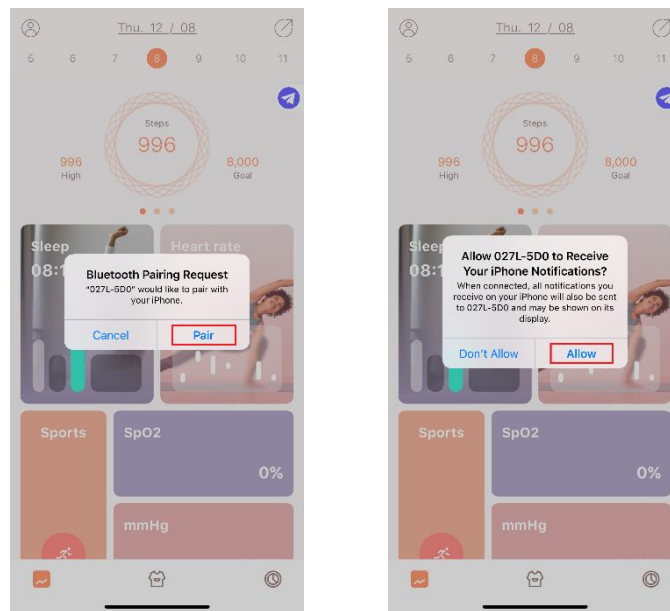 Thu. 12 / 08
5 6 7 8 9 10 11
Steps
996
996
High
8,000
Goal
Sleep
Heart rate
08:1
Bluetooth Pairing Request
"027L-5D0" would like to pair with
your iPhone.
Cancel
Pair
Sports
SpO2
0%
mmHg
Thu. 12 / 08
5 6 7 8 9 10 11
Steps
996
996
High
8,000
Goal
Sleep
08:1
Allow 027L-5D0 to Receive
Your iPhone Notifications?
When connected, all notifications you
receive on your iPhone will also be sent
to 027L-5D0 and may be shown on its
display.
Don't Allow
Allow
Sports
SpO2
0%
mmHg